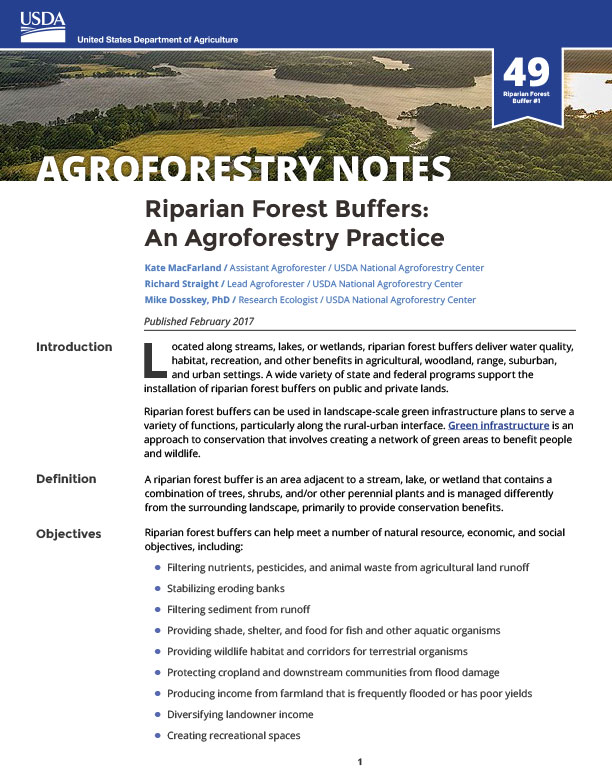 USDA
United States Department of Agriculture
49
Riparian Forest
Buffer #1
AGROFORESTRY NOTES
Riparian Forest Buffers:
An Agroforestry Practice
Kate MacFarland / Assistant Agroforester / USDA National Agroforestry Center
Richard Straight / Lead Agroforester / USDA National Agroforestry Center
Mike Dosskey, PhD / Research Ecologist / USDA National Agroforestry Center
Published February 2017
Introduction
Located along streams, lakes, or wetlands, riparian forest buffers deliver water quality,
habitat, recreation, and other benefits in agricultural, woodland, range, suburban,
and urban settings. A wide variety of state and federal programs support the
installation of riparian forest buffers on public and private lands.
Riparian forest buffers can be used in landscape-scale green infrastructure plans to serve a
variety of functions, particularly along the rural-urban interface. Green infrastructure is an
approach to conservation that involves creating a network of green areas to benefit people
and wildlife.
Definition
A riparian forest buffer is an area adjacent to a stream, lake, or wetland that contains a
combination of trees, shrubs, and/or other perennial plants and is managed differently
from the surrounding landscape, primarily to provide conservation benefits.
Objectives
Riparian forest buffers can help meet a number of natural resource, economic, and social
objectives, including:
• Filtering nutrients, pesticides, and animal waste from agricultural land runoff
• Stabilizing eroding banks
• Filtering sediment from runoff
• Providing shade, shelter, and food for fish and other aquatic organisms
• Providing wildlife habitat and corridors for terrestrial organisms
• Protecting cropland and downstream communities from flood damage
• Producing income from farmland that is frequently flooded or has poor yields
• Diversifying landowner income
• Creating recreational spaces
1